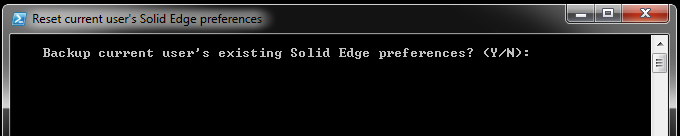 Reset current user's Solid Edge preferences
Backup current user's existing Solid Edge preferences? (Y/N):